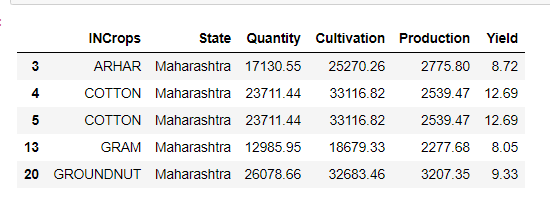 INCrops State Quantity Cultivation Production Yield
3 ARHAR Maharashtra 17130.55 25270.26 2775.80 8.72
4 COTTON Maharashtra 23711.44 33116.82 2539.47 12.69
5 COTTON Maharashtra 23711.44 33116.82 2539.47 12.69
13 GRAM Maharashtra 12985.95 18679.33 2277.68 8.05
20 GROUNDNUT Maharashtra 26078.66 32683.46 3207.35 9.33